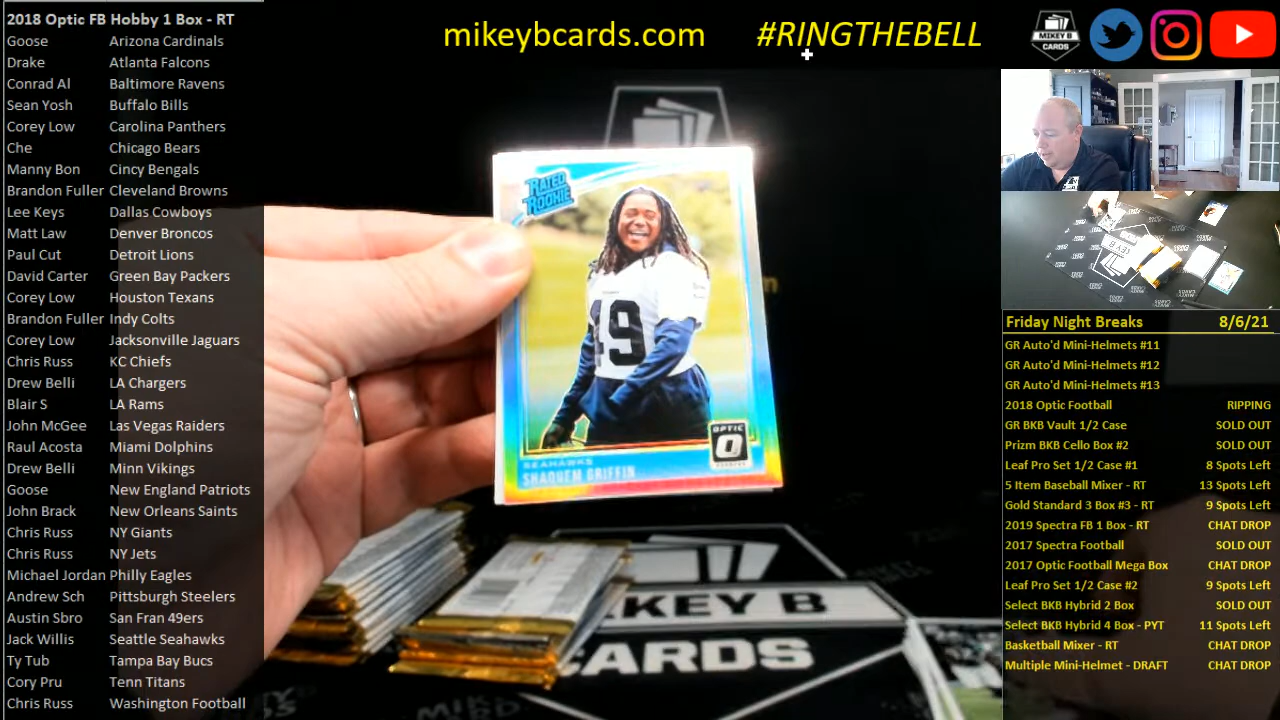 2018 Optic FB Hobby 1 Box - RT
Goose Arizona Cardinals
Drake Atlanta Falcons
Conrad Al Baltimore Ravens
Sean Yosh Buffalo Bills
Corey Low Carolina Panthers
Che Chicago Bears
Manny Bon Cincy Bengals
Brandon Fuller Cleveland Browns
Lee Keys Dallas Cowboys
Matt Law Denver Broncos
Paul Cut Detroit Lions
David Carter Green Bay Packers
Corey Low Houston Texans
Brandon Fuller Indy Colts
Corey Low Jacksonville Jaguars
Chris Russ KC Chiefs
Drew Belli LA Chargers
Blair S LA Rams
John McGee Las Vegas Raiders
Raul Acosta Miami Dolphins
Drew Belli Minn Vikings
Goose New England Patriots
John Brack New Orleans Saints
Chris Russ NY Giants
Chris Russ NY Jets
Michael Jordan Philly Eagles
Andrew Sch Pittsburgh Steelers
Austin Sbro San Fran 49ers
Jack Willis Seattle Seahawks
Ty Tub Tampa Bay Bucs
Cory Pru Tenn Titans
Chris Russ Washington Football
mikeybcards.com #RINGTHEBELL
MIKEY B
CARDS
RATED
ROOKIE
49
OPTIC
SEAHAWKS
SHAQUEM GRIFFIN
MIKEY B
CARDS
Friday Night Breaks 8/6/21
GR Auto'd Mini-Helmets #11
GR Auto'd Mini-Helmets #12
GR Auto'd Mini-Helmets #13
2018 Optic Football RIPPING
GR BKB Vault 1/2 Case SOLD OUT
Prizm BKB Cello Box #2 SOLD OUT
Leaf Pro Set 1/2 Case #1 8 Spots Left
5 Item Baseball Mixer - RT 13 Spots Left
Gold Standard 3 Box #3 - RT 9 Spots Left
2019 Spectra FB 1 Box - RT CHAT DROP
2017 Spectra Football SOLD OUT
2017 Optic Football Mega Box CHAT DROP
Leaf Pro Set 1/2 Case #2 9 Spots Left
Select BKB Hybrid 2 Box SOLD OUT
Select BKB Hybrid 4 Box - PYT 11 Spots Left
Basketball Mixer - RT CHAT DROP
Multiple Mini-Helmet - DRAFT CHAT DROP